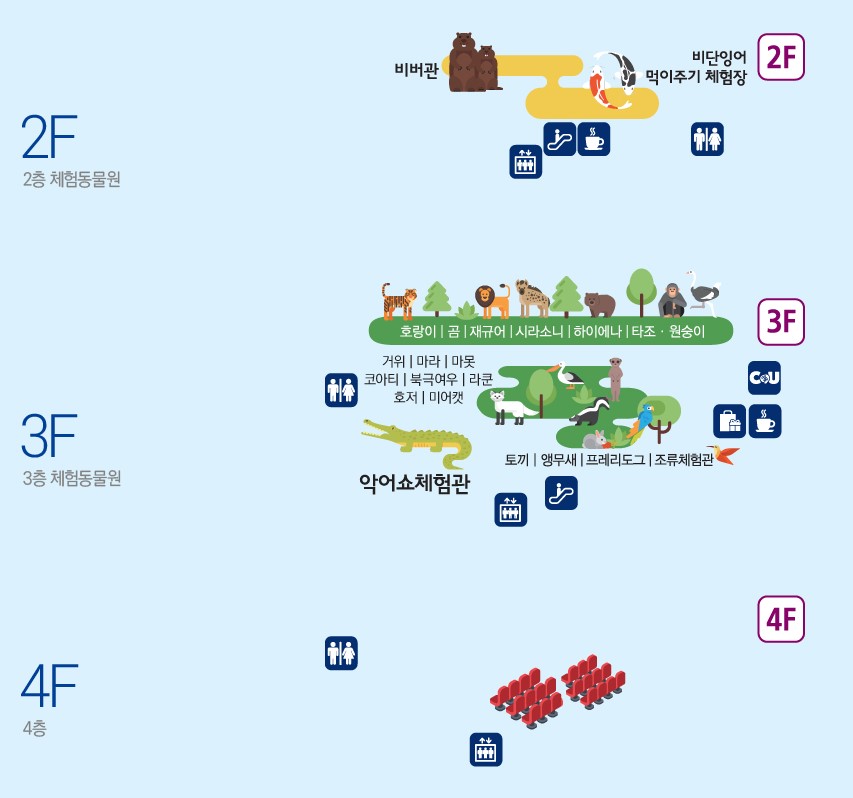 비버관
비단잉어
먹이주기 체험장
2F
2F
2층 체험동물원
호랑이 | 곰 | 재규어 | 시라소니 | 하이에나 | 타조 · 원숭이
3F
거위 | 마라 | 마못
코아티 | 북극여우 | 라쿤
호저 | 미어캣
CU
3F
3층 체험동물원
악어쇼체험관
토끼 | 앵무새 | 프레리도그 | 조류체험관
4F
4F
4층